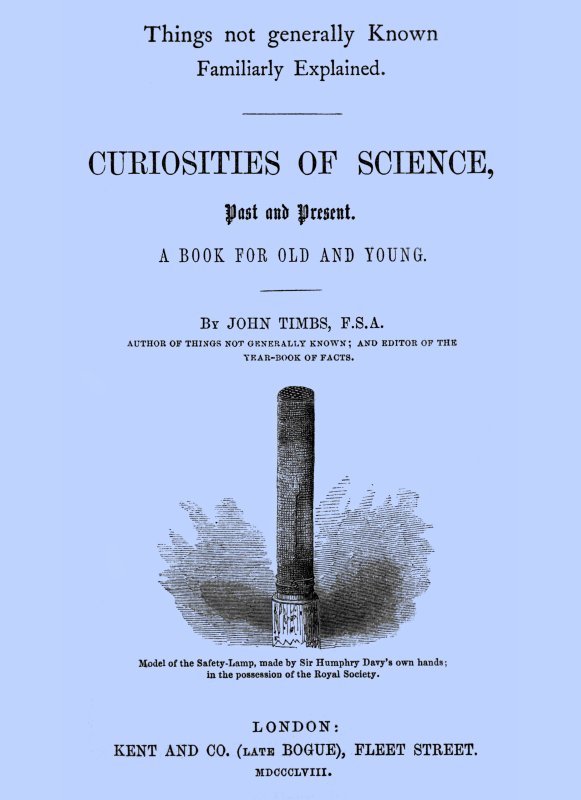 Things not generally Known
Familiarly Explained.
CURIOSITIES OF SCIENCE,
Past and Present.
A BOOK FOR OLD AND YOUNG.
By JOHN TIMBS, F.S.A.
AUTHOR OF THINGS NOT GENERALLY KNOWN; AND EDITOR OF THE
YEAR-BOOK OF FACTS.
Model of the Safety-Lamp, made by Sir Humphry Davy's own hands;
in the possession of the Royal Society.
LONDON:
KENT AND CO. (LATE BOGUE), FLEET STREET.
MDCCCLVIII.